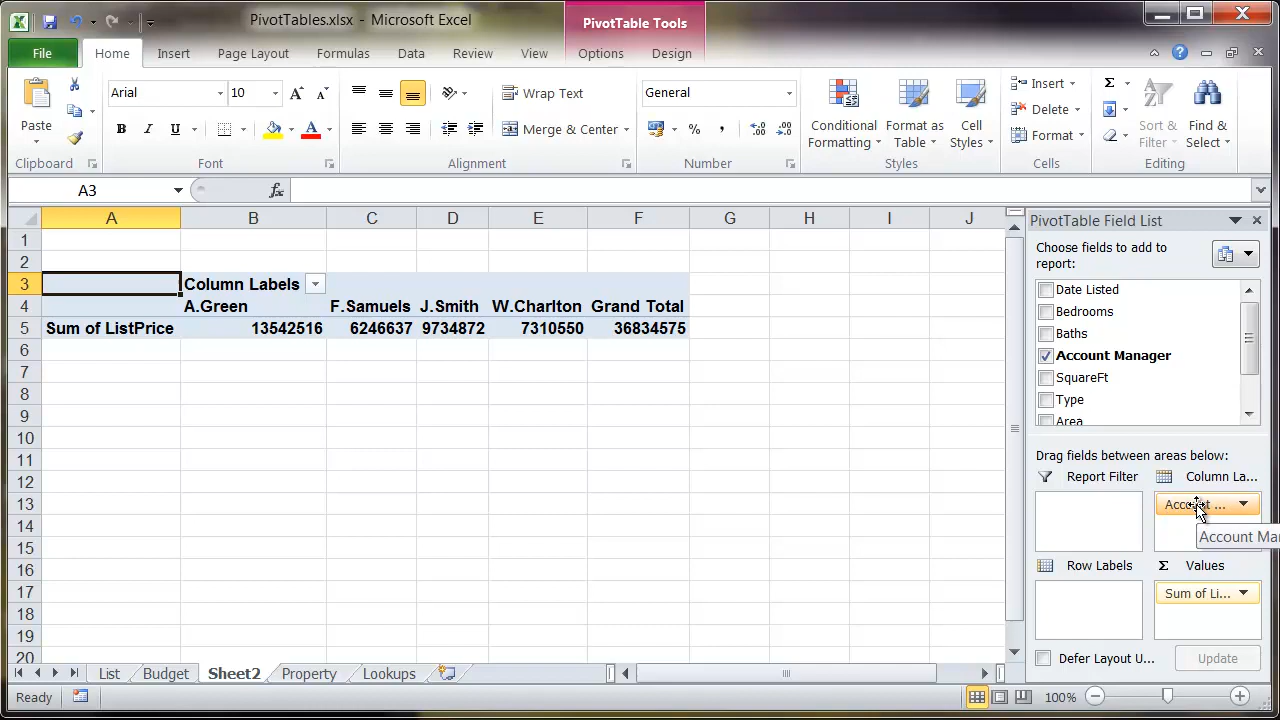 PivotTables.xlsx - Microsoft Excel
PivotTable Tools
File Home Insert Page Layout Formulas Data Review View Options Design
Paste
Clipboard
Arial 10
B I U
Font
Wrap Text
Merge & Center
Alignment
General
Number
Conditional Formatting
Format as Table
Cell Styles
Styles
Insert
Delete
Format
Cells
Sort & Filter
Find & Select
Editing
A3
fx
A B C D E F G H I J
1
2
3 Column Labels
4 A.Green F.Samuels J.Smith W.Charlton Grand Total
5 Sum of ListPrice 13542516 6246637 9734872 7310550 36834575
6
7
8
9
10
11
12
13
14
15
16
17
18
19
20
PivotTable Field List
Choose fields to add to
report:
Date Listed
Bedrooms
Baths
Account Manager
SquareFt
Type
Area
Drag fields between areas below:
Report Filter
Column La...
Account ...
Account Ma
Row Labels
Σ Values
Sum of Li...
Defer Layout U...
Update
List Budget Sheet2 Property Lookups
Ready
100%